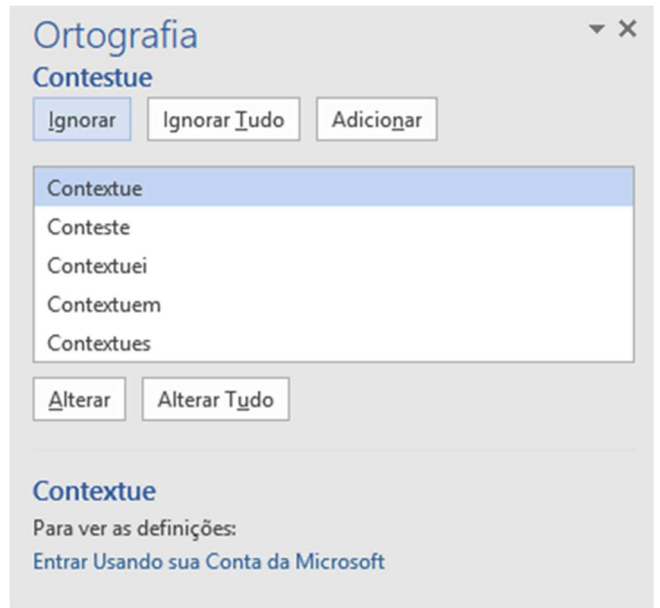 Ortografia
Contestue
Ignorar Ignorar Tudo Adicionar
Contextue
Conteste
Contextuei
Contextuem
Contextues
Alterar Alterar Tudo
Contextue
Para ver as definições:
Entrar Usando sua Conta da Microsoft